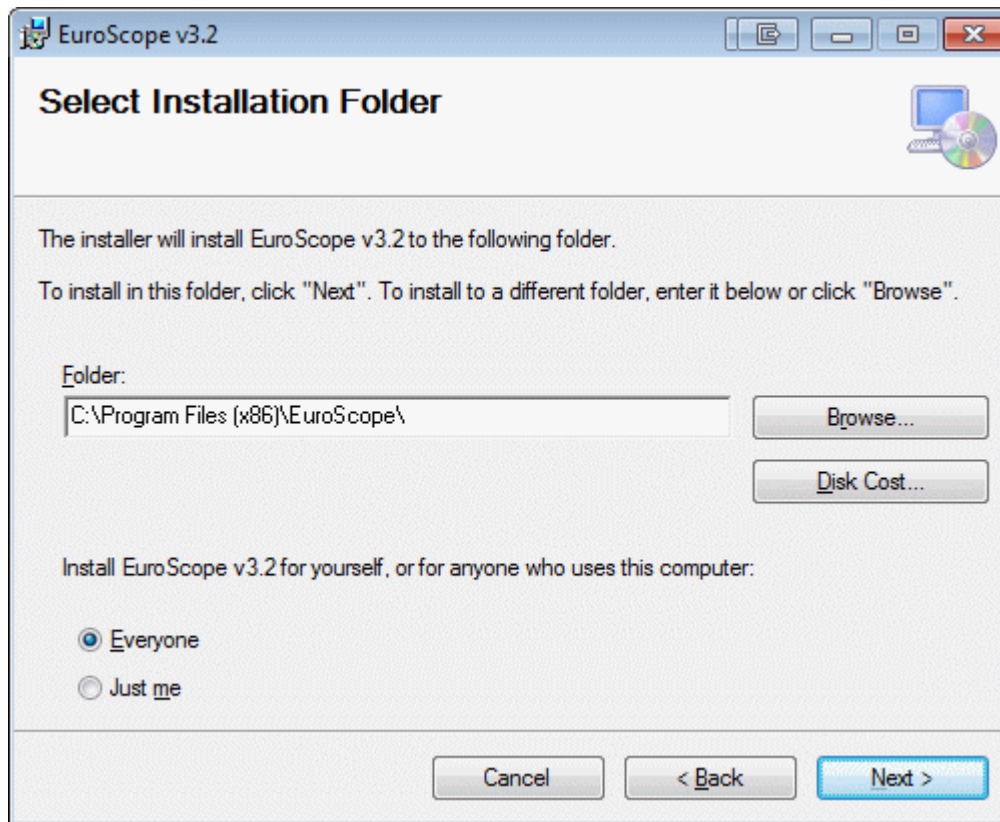 EuroScope v3.2
Select Installation Folder
The installer will install EuroScope v3.2 to the following folder.
To install in this folder, click "Next". To install to a different folder, enter it below or click "Browse".
Folder:
C:\Program Files (x86)\EuroScope\
Browse...
Disk Cost...
Install EuroScope v3.2 for yourself, or for anyone who uses this computer:
Everyone
Just me
Cancel
< Back
Next >